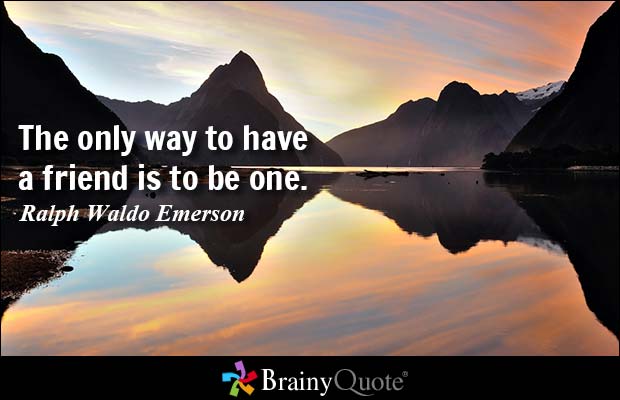 The only way to have
a friend is to be one.
Ralph Waldo Emerson
BrainyQuote®